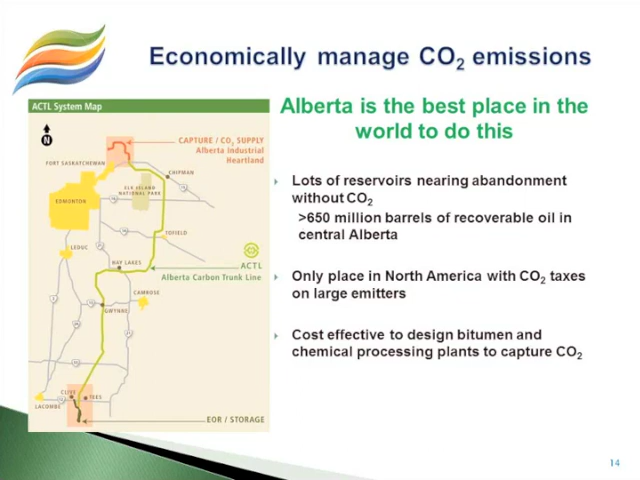 Economically manage CO₂ emissions
ACTL System Map
N
CAPTURE / CO₂ SUPPLY
Alberta Industrial
Heartland
FORT SASKATCHEWAN
CHIPMAN
ELK ISLAND
NATIONAL PARK
EDMONTON
TOFIELD
LEDUC
ACTL
HAY LAKES
Alberta Carbon Trunk Line
CAMROSE
GWYNNE
CLIVE
TEES
LACOMBE
EOR / STORAGE
Alberta is the best place in the
world to do this
Lots of reservoirs nearing abandonment
without CO₂
>650 million barrels of recoverable oil in
central Alberta
Only place in North America with CO₂ taxes
on large emitters
Cost effective to design bitumen and
chemical processing plants to capture CO₂
14